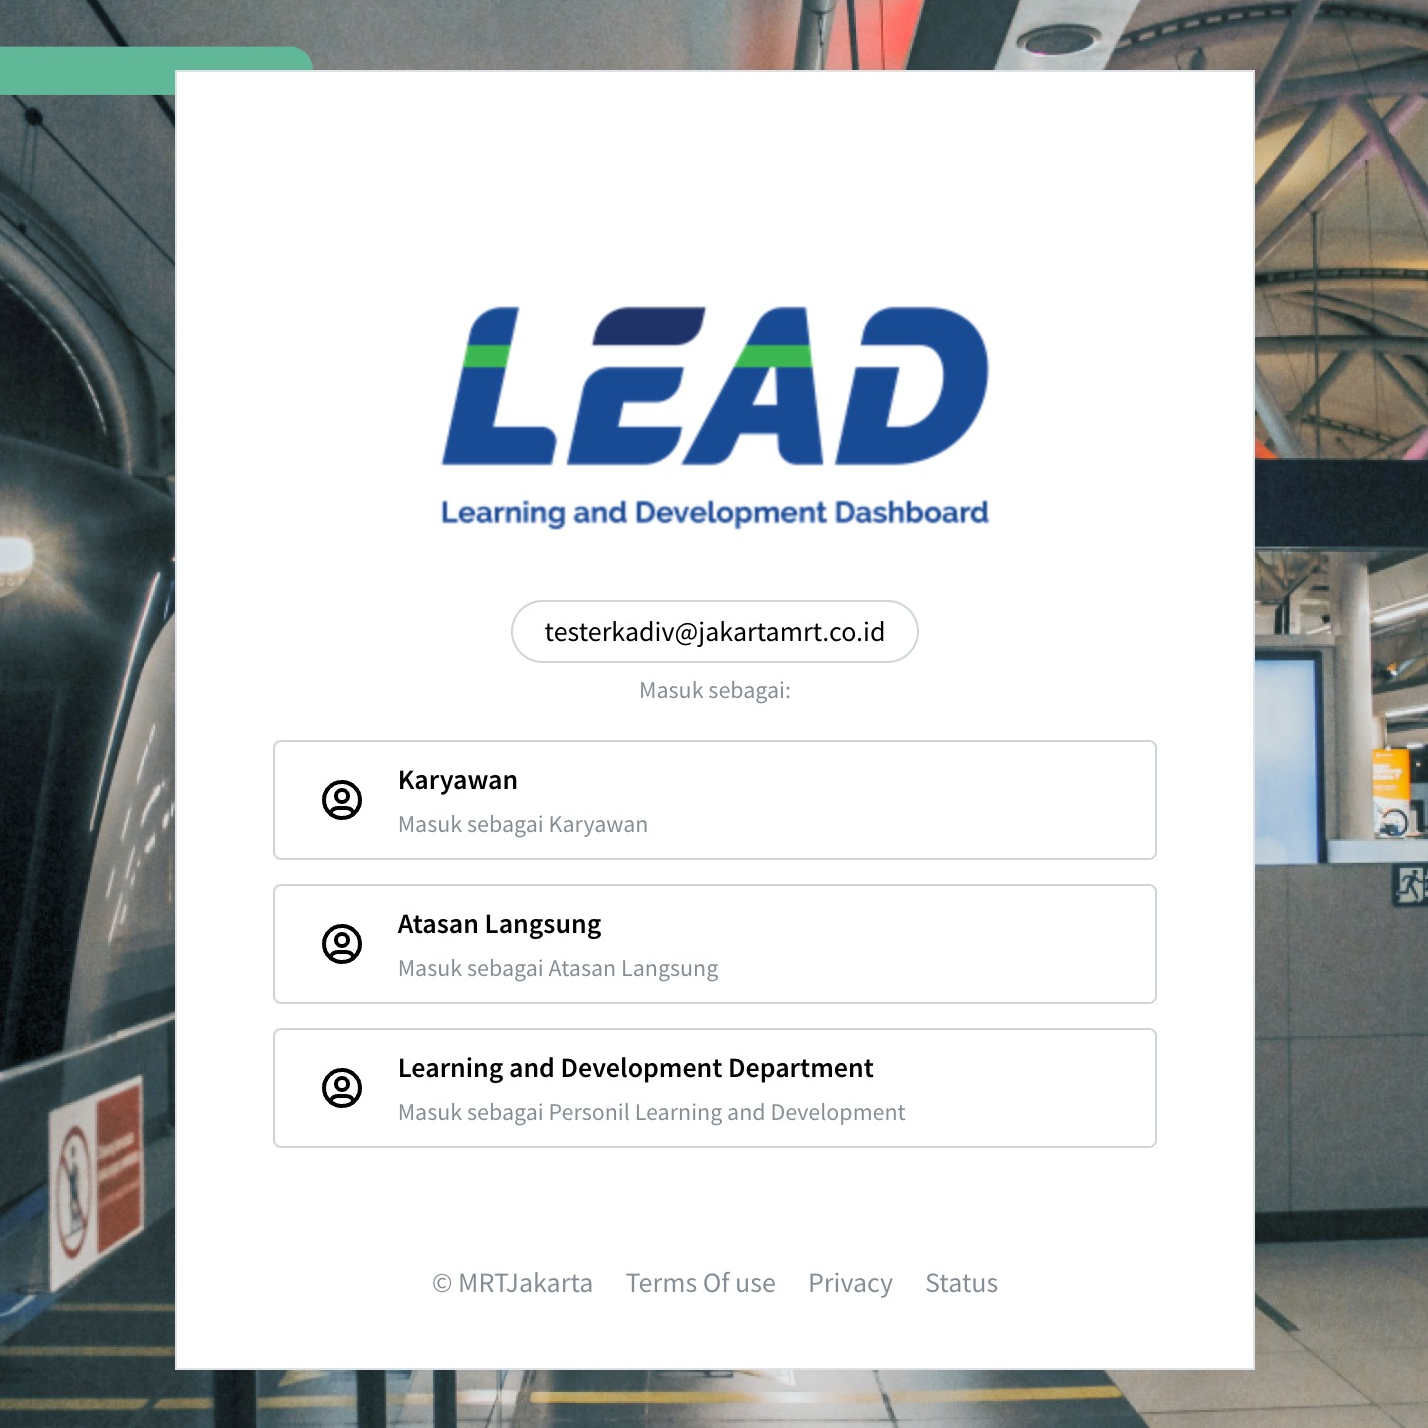 LEAD
Learning and Development Dashboard
testerkadiv@jakartamrt.co.id
Masuk sebagai:
Karyawan
Masuk sebagai Karyawan
Atasan Langsung
Masuk sebagai Atasan Langsung
Learning and Development Department
Masuk sebagai Personil Learning and Development
© MRTJakarta Terms Of use Privacy Status